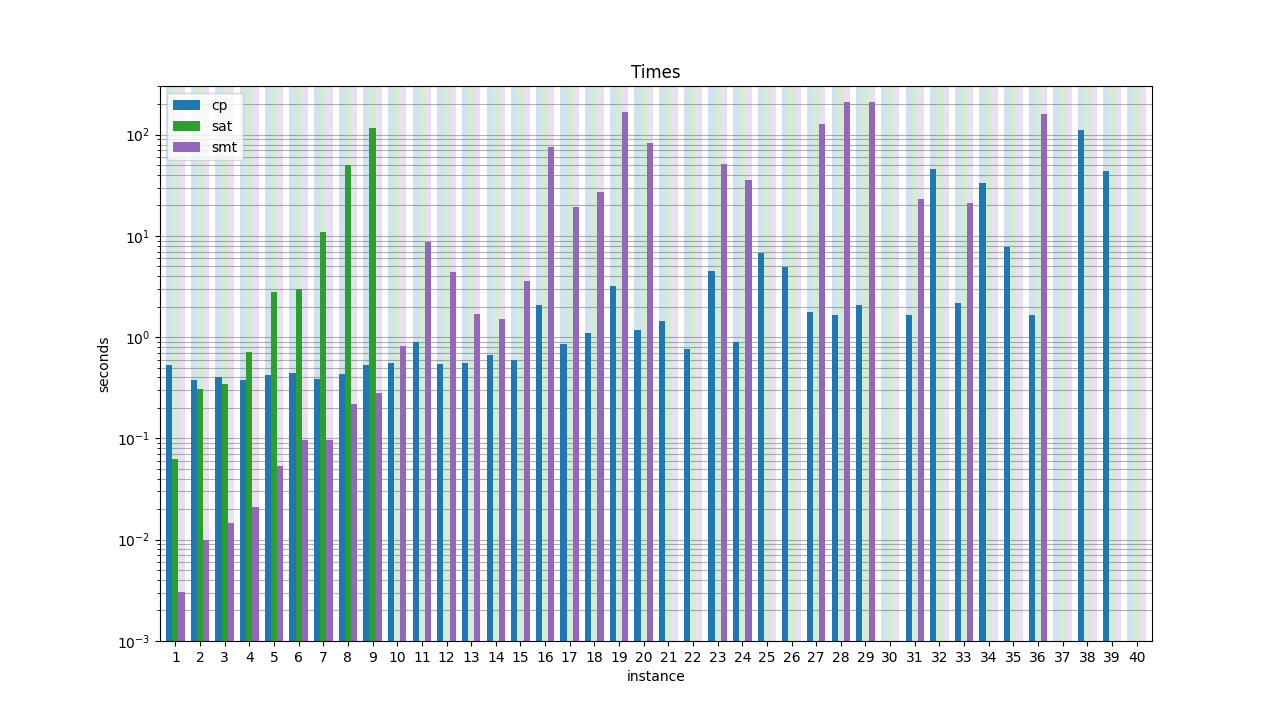 Times
cp
sat
smt
seconds
10²
10¹
10⁰
10⁻¹
10⁻²
10⁻³
1 2 3 4 5 6 7 8 9 10 11 12 13 14 15 16 17 18 19 20 21 22 23 24 25 26 27 28 29 30 31 32 33 34 35 36 37 38 39 40
instance